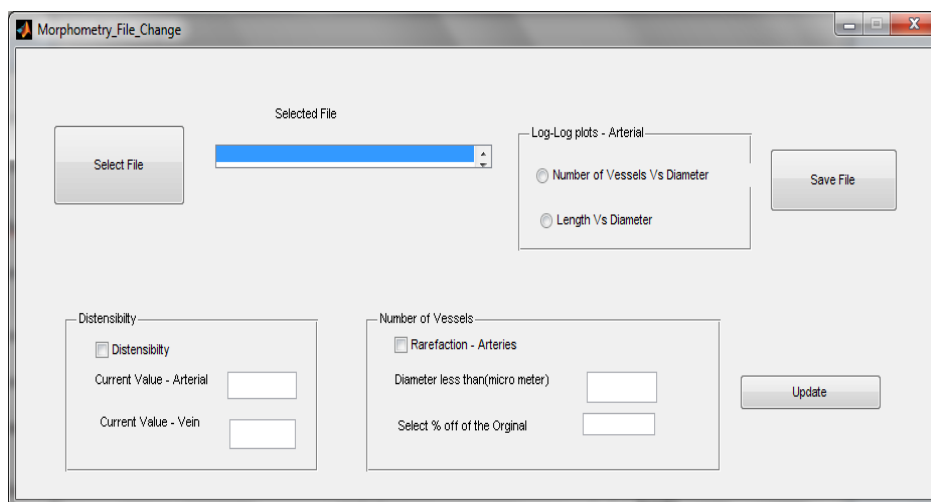 Morphometry_File_Change
Selected File
Select File
Log-Log plots - Arterial
Number of Vessels Vs Diameter
Length Vs Diameter
Save File
Distensibilty
Distensibilty
Current Value - Arterial
Current Value - Vein
Number of Vessels
Rarefaction - Arteries
Diameter less than(micro meter)
Select % off of the Orginal
Update